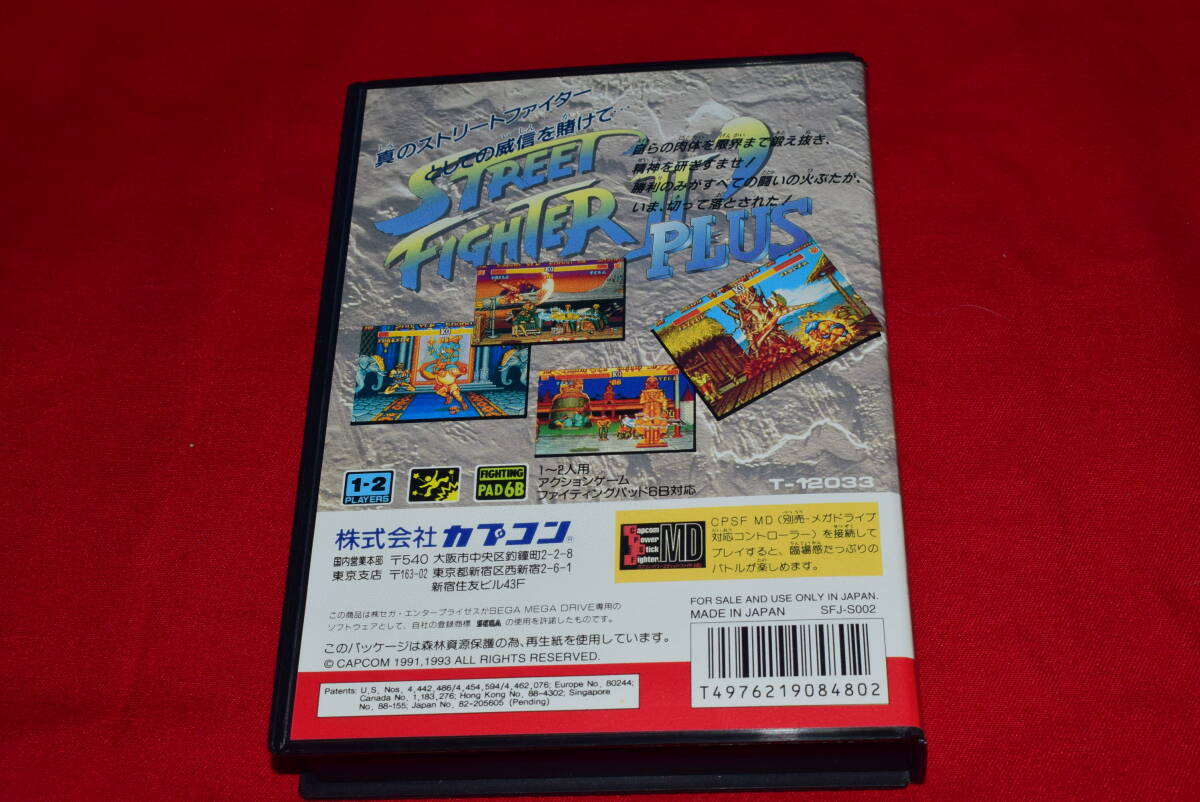 真のストリートファイター
としての威信を賭けて…
自らの肉体を限界まで鍛え抜き、
精神を研ぎすませ!
勝利のみがすべての闘いの火ぶたが、
いま、切って落とされた!
STREET
FIGHTER II'
PLUS
1-2
PLAYERS
FIGHTING
PAD 6B
1〜2人用
アクションゲーム
ファイティングパッド6B対応
T-12033
株式会社 カプコン®
国内営業本部 〒540 大阪市中央区釣鐘町2-2-8
東京支店 〒163-02 東京都新宿区西新宿2-6-1
新宿住友ビル43F
Capcom
Power
Stick
Fighter
MD
CPSF MD(別売-メガドライブ
対応コントローラー)を接続して
プレイすると、臨場感たっぷりの
バトルが楽しめます。
この商品は㈱セガ・エンタープライゼスがSEGA MEGA DRIVE専用の
ソフトウェアとして、自社の登録商標 SEGA の使用を許諾したものです。
このパッケージは森林資源保護の為、再生紙を使用しています。
© CAPCOM 1991,1993 ALL RIGHTS RESERVED.
FOR SALE AND USE ONLY IN JAPAN.
MADE IN JAPAN SFJ-S002
T4976219084802
Patents: U.S. Nos. 4,442,486/4,454,594/4,462,076; Europe No. 80244;
Canada No. 1,183,276; Hong Kong No. 88-4302; Singapore
No. 88-155; Japan No. 82-205605 (Pending)